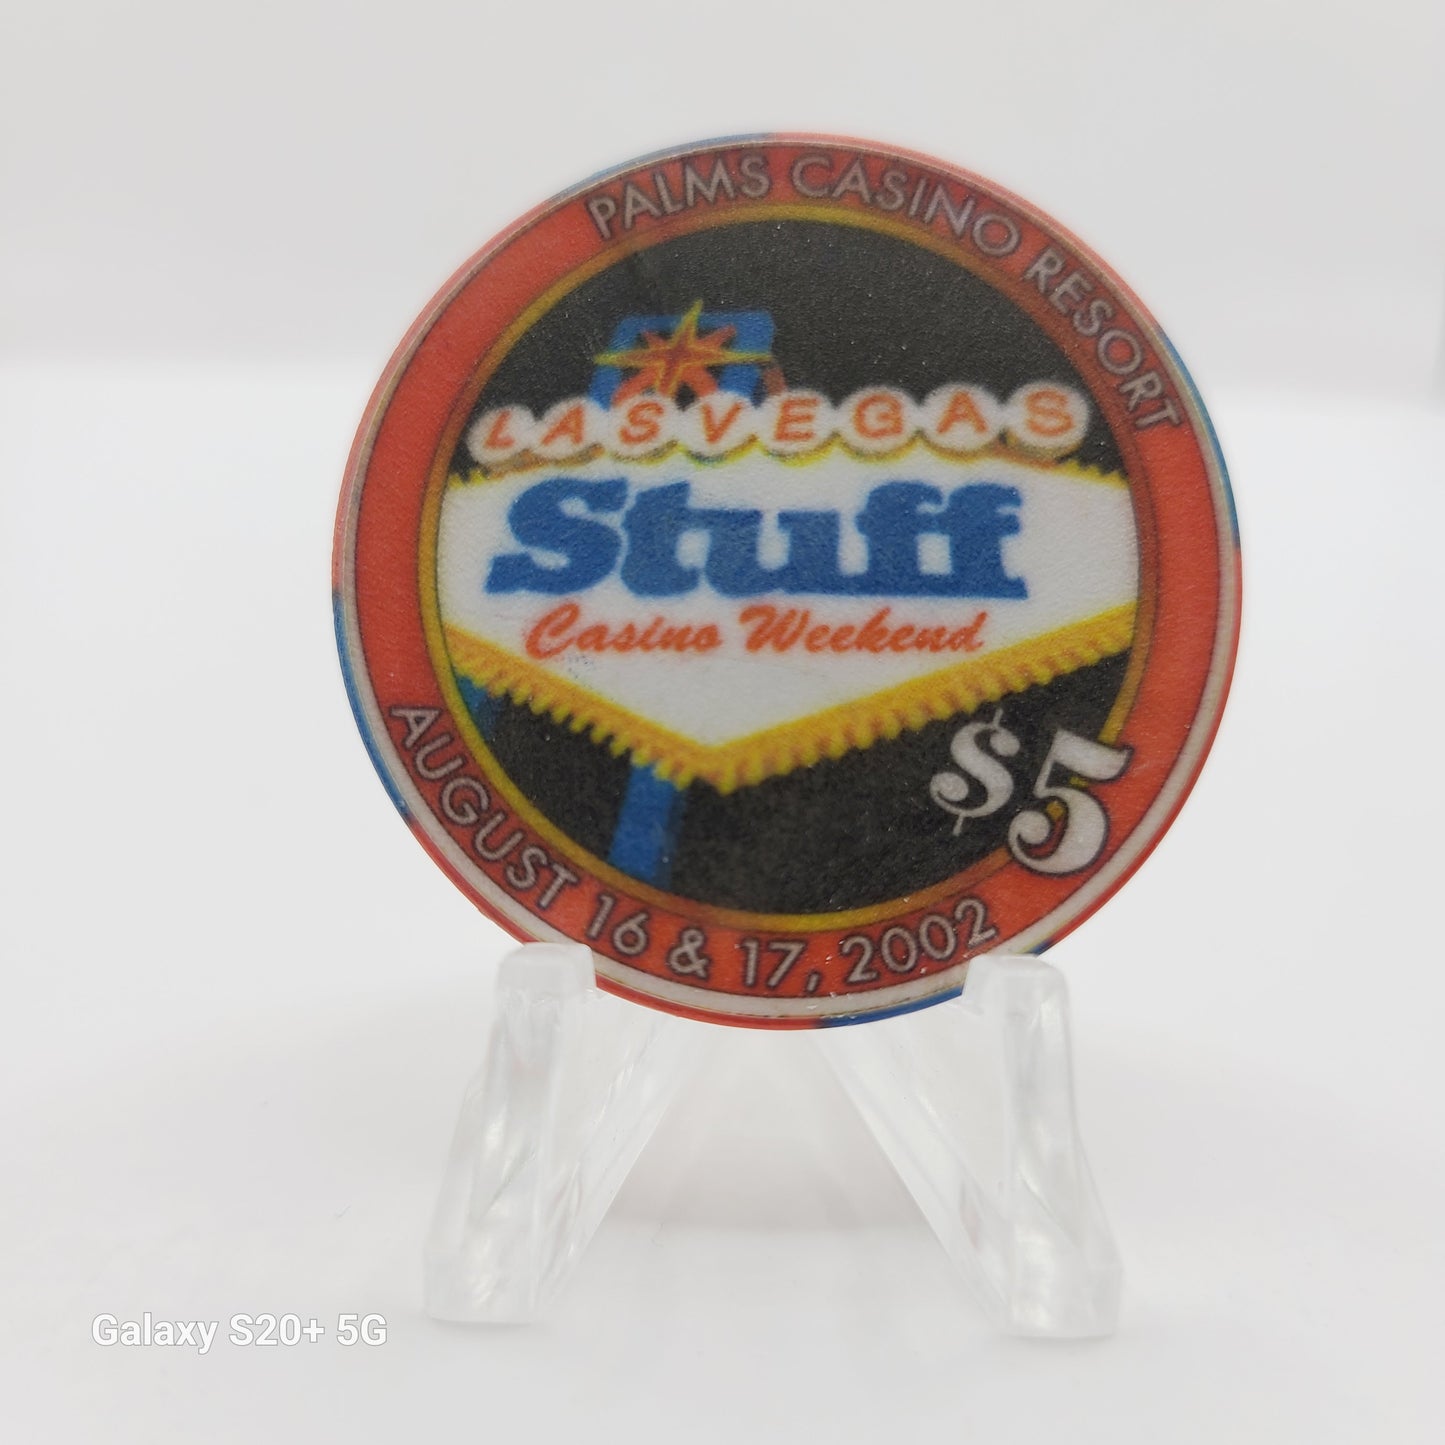 PALMS CASINO RESORT
LAS VEGAS
Stuff
Casino Weekend
$5
AUGUST 16 & 17, 2002
Galaxy S20+ 5G